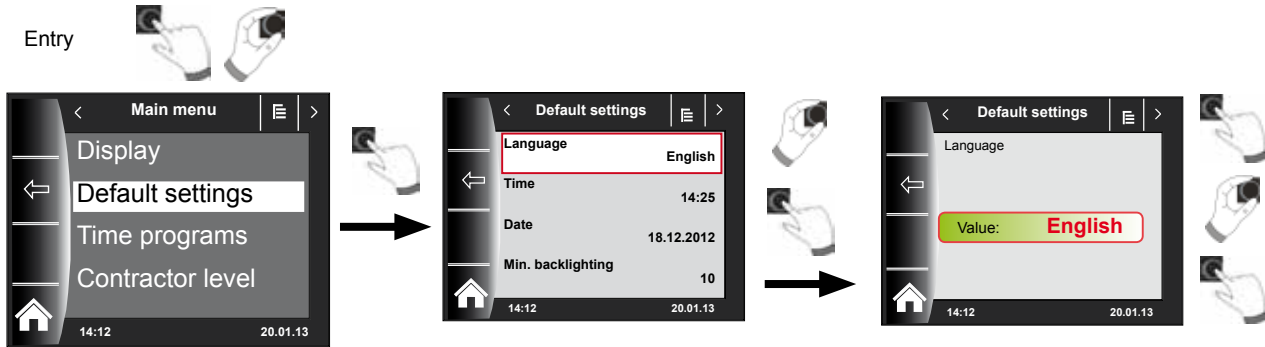 Entry
< Main menu >
Display
Default settings
Time programs
Contractor level
14:12 20.01.13
< Default settings >
Language
English
Time
14:25
Date
18.12.2012
Min. backlighting
10
14:12 20.01.13
< Default settings >
Language
Value: English
14:12 20.01.13